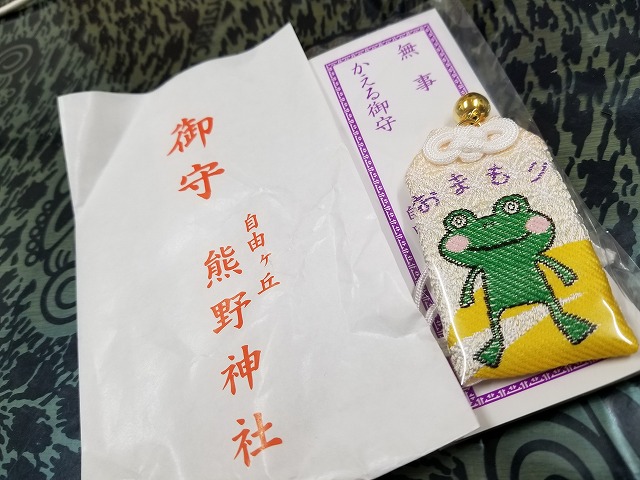 御守
自由ヶ丘
熊野神社
無事
かえる御守
おまもり